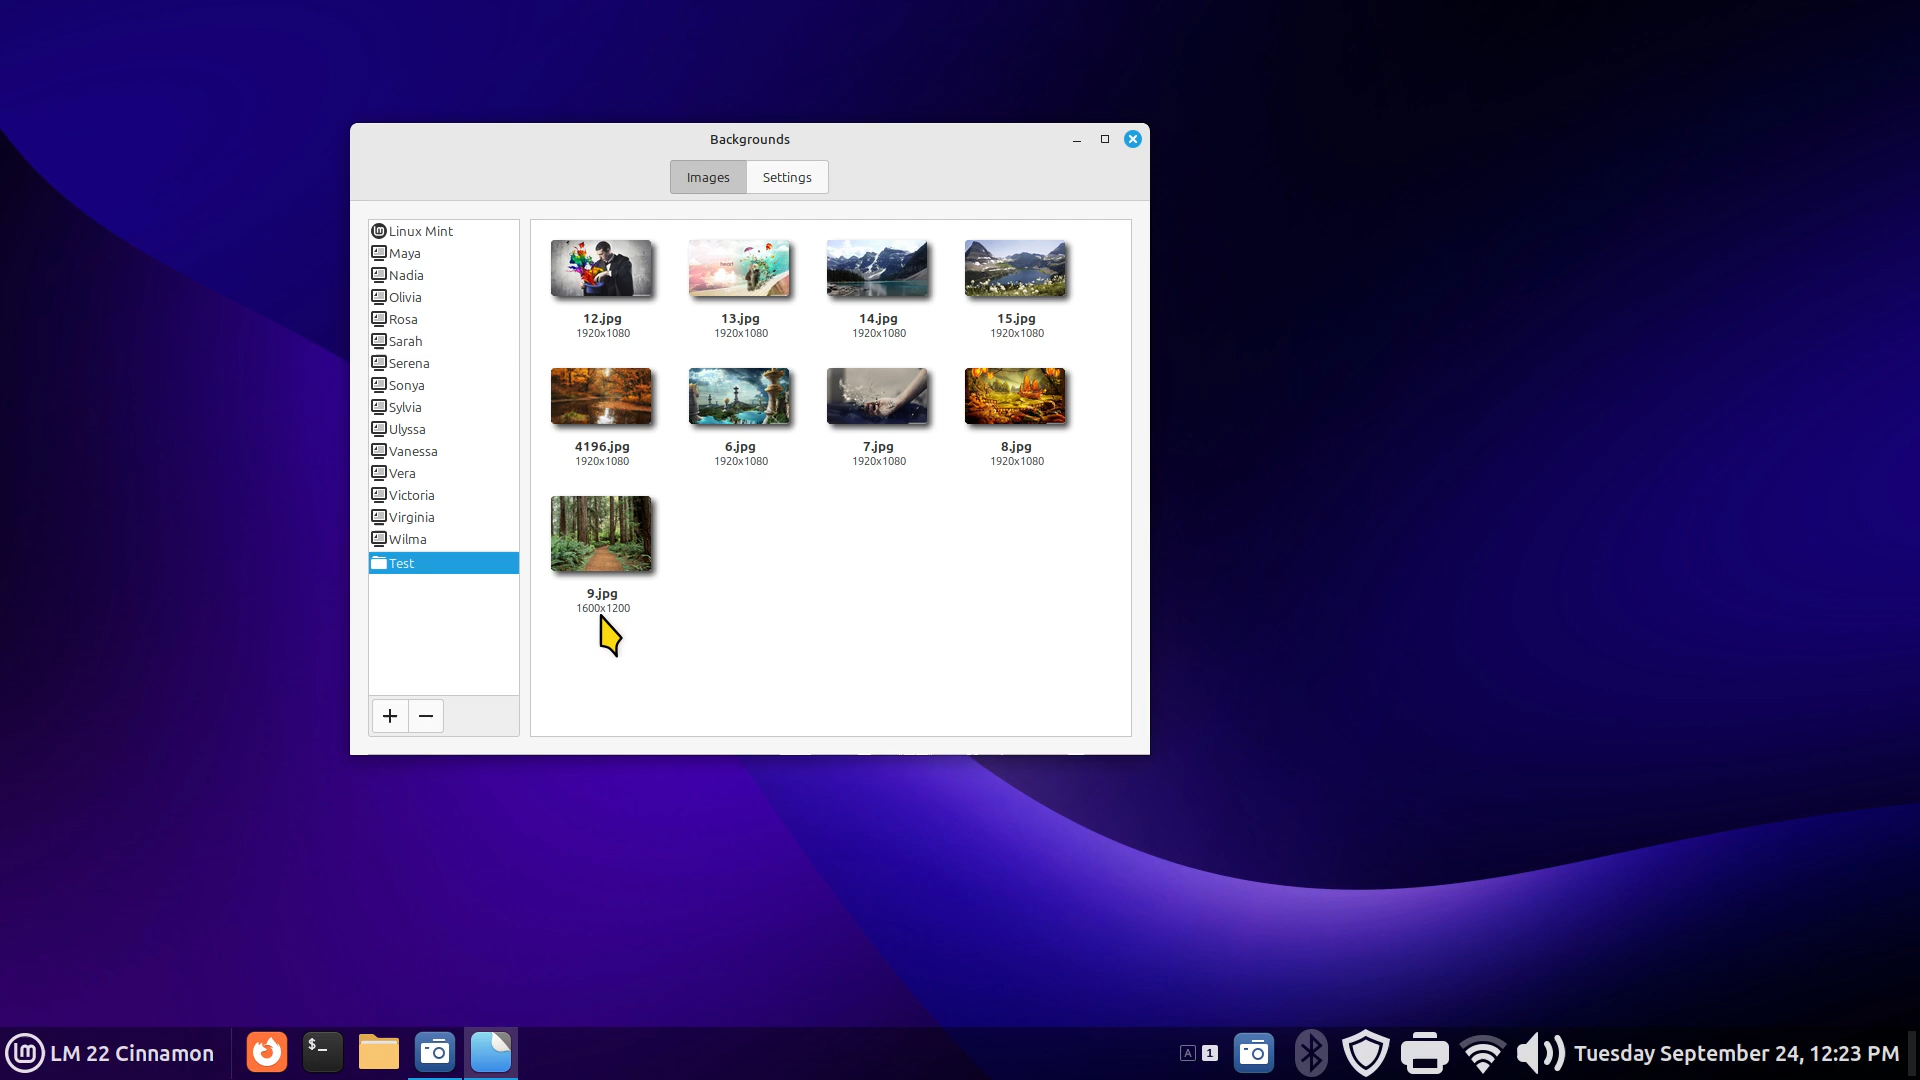 Backgrounds
Images Settings
Linux Mint
Maya
Nadia
Olivia
Rosa
Sarah
Serena
Sonya
Sylvia
Ulyssa
Vanessa
Vera
Victoria
Virginia
Wilma
Test
12.jpg
1920x1080
13.jpg
1920x1080
14.jpg
1920x1080
15.jpg
1920x1080
4196.jpg
1920x1080
6.jpg
1920x1080
7.jpg
1920x1080
8.jpg
1920x1080
9.jpg
1600x1200
LM 22 Cinnamon
$_
A 1
Tuesday September 24, 12:23 PM